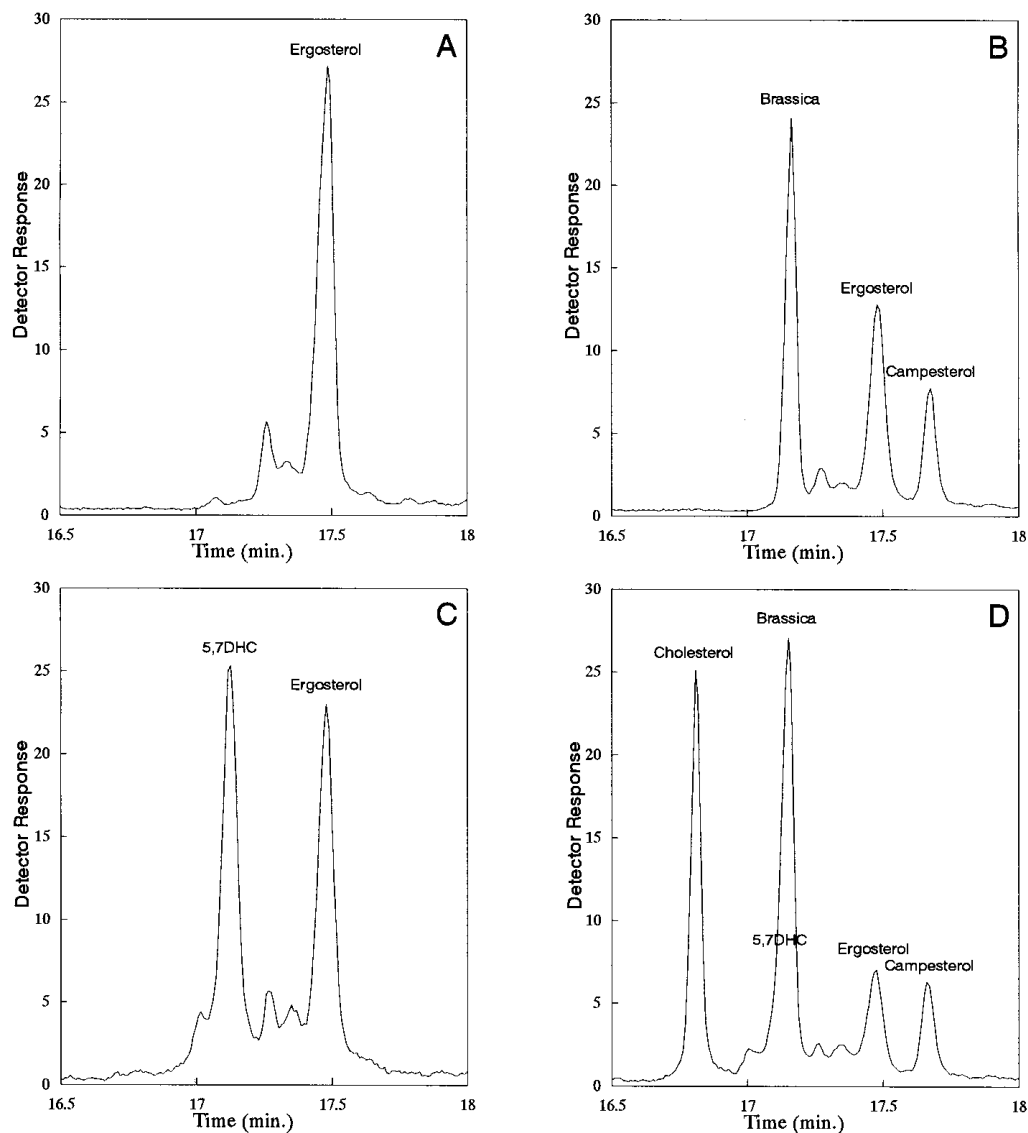 A
Ergosterol
30
25
20
15
10
5
0
Detector Response
16.5 17 17.5 18
Time (min.)
B
Brassica
Ergosterol
Campesterol
30
25
20
15
10
5
0
Detector Response
16.5 17 17.5 18
Time (min.)
C
5,7DHC
Ergosterol
30
25
20
15
10
5
0
Detector Response
16.5 17 17.5 18
Time (min.)
D
Brassica
Cholesterol
5,7DHC
Ergosterol
Campesterol
30
25
20
15
10
5
0
Detector Response
16.5 17 17.5 18
Time (min.)